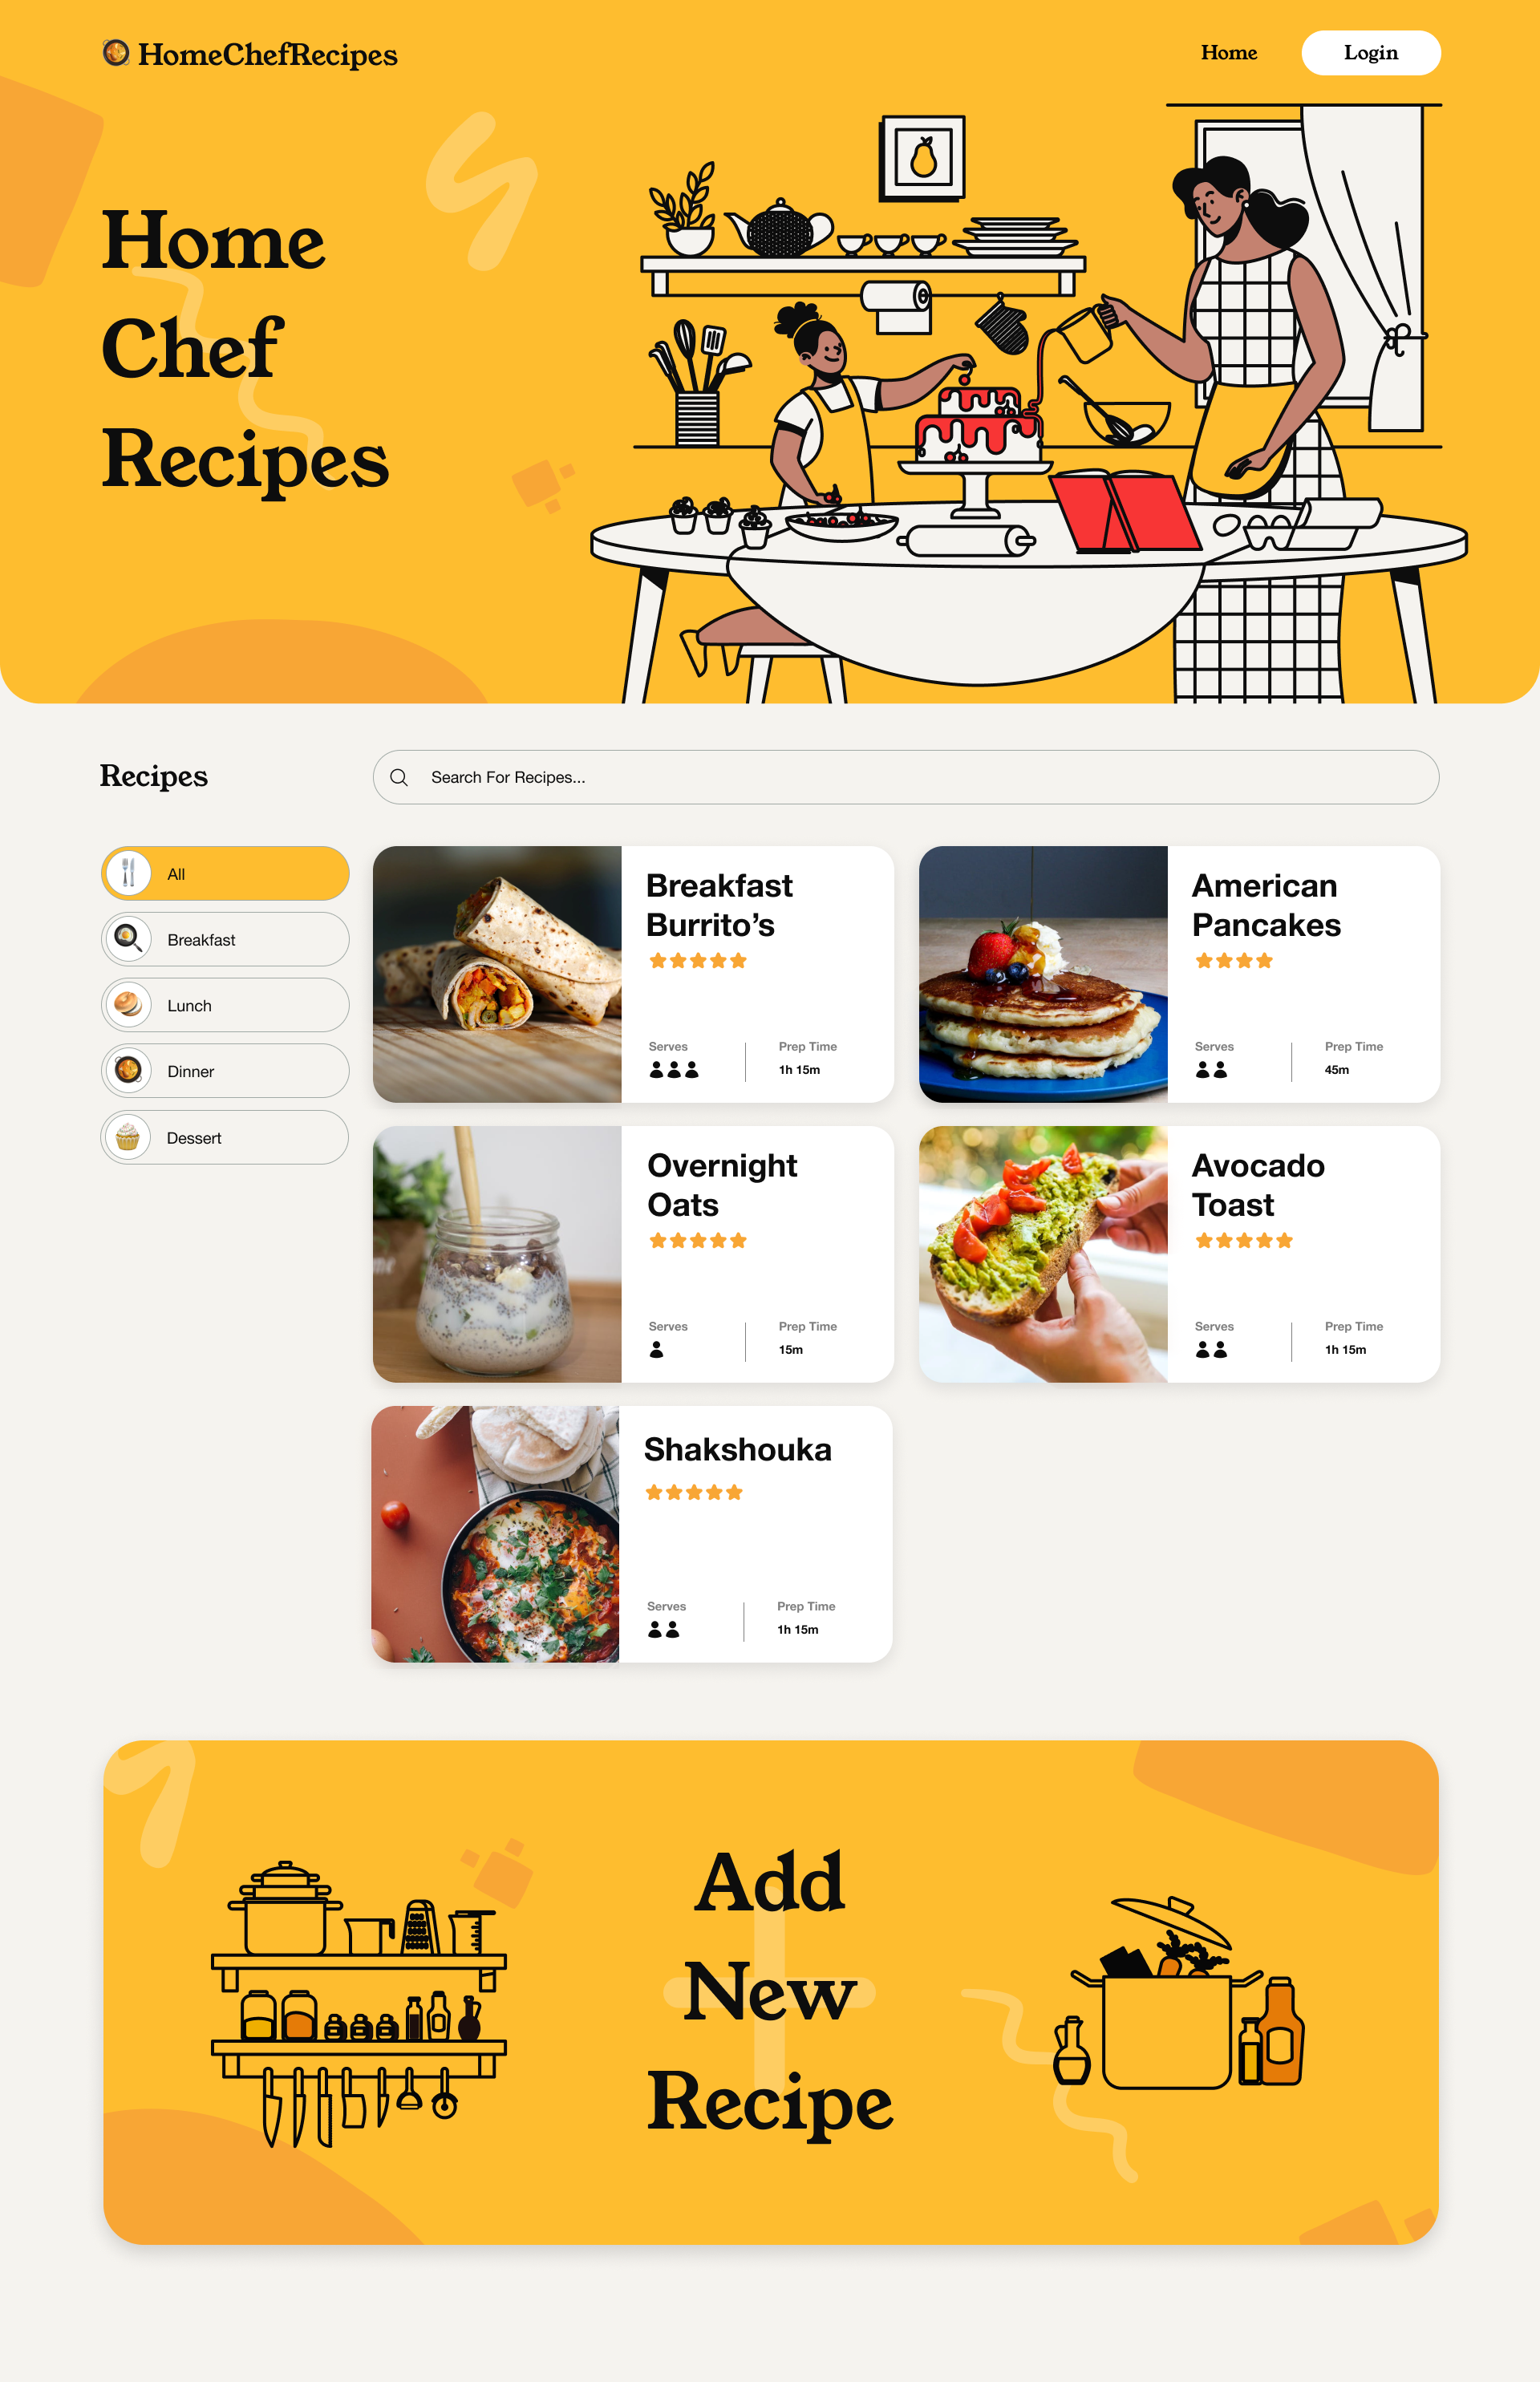 HomeChefRecipes
Home
Login
Home
Chef
Recipes
Recipes
Search For Recipes...
All
Breakfast
Lunch
Dinner
Dessert
Breakfast
Burrito’s
Serves
Prep Time
1h 15m
American
Pancakes
Serves
Prep Time
45m
Overnight
Oats
Serves
Prep Time
15m
Avocado
Toast
Serves
Prep Time
1h 15m
Shakshouka
Serves
Prep Time
1h 15m
Add
New
Recipe